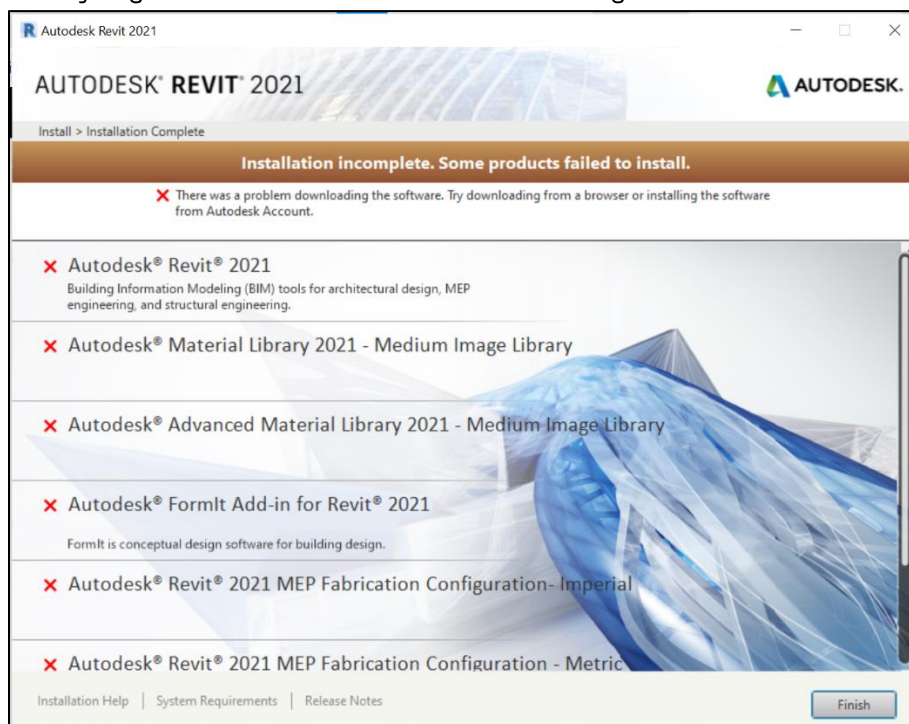 Autodesk Revit 2021
AUTODESK® REVIT® 2021
AUTODESK.
Install > Installation Complete
Installation incomplete. Some products failed to install.
There was a problem downloading the software. Try downloading from a browser or installing the software
from Autodesk Account.
Autodesk® Revit® 2021
Building Information Modeling (BIM) tools for architectural design, MEP
engineering, and structural engineering.
Autodesk® Material Library 2021 - Medium Image Library
Autodesk® Advanced Material Library 2021 - Medium Image Library
Autodesk® FormIt Add-in for Revit® 2021
FormIt is conceptual design software for building design.
Autodesk® Revit® 2021 MEP Fabrication Configuration- Imperial
Autodesk® Revit® 2021 MEP Fabrication Configuration - Metric
Installation Help | System Requirements | Release Notes
Finish